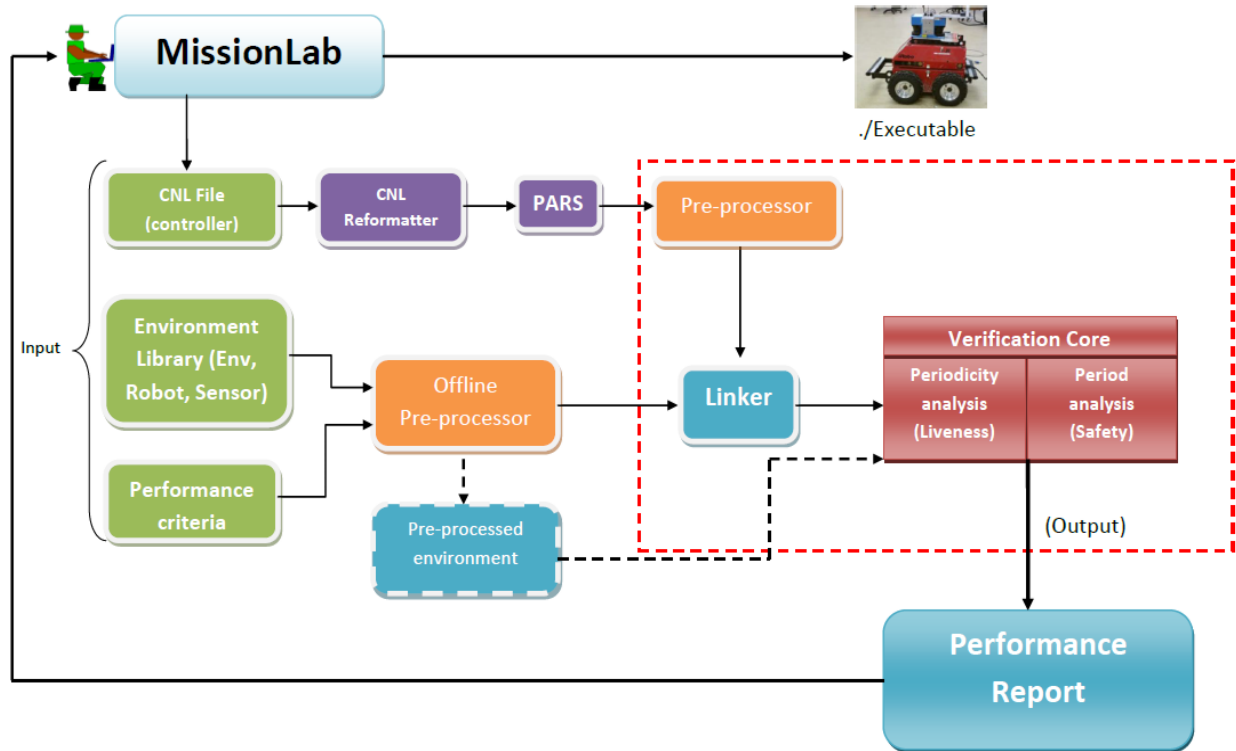 MissionLab
./Executable
CNL File
(controller)
CNL
Reformatter
PARS
Pre-processor
Input
Environment
Library (Env,
Robot, Sensor)
Offline
Pre-processor
Linker
Verification Core
Periodicity
analysis
(Liveness)
Period
analysis
(Safety)
Performance
criteria
Pre-processed
environment
(Output)
Performance
Report